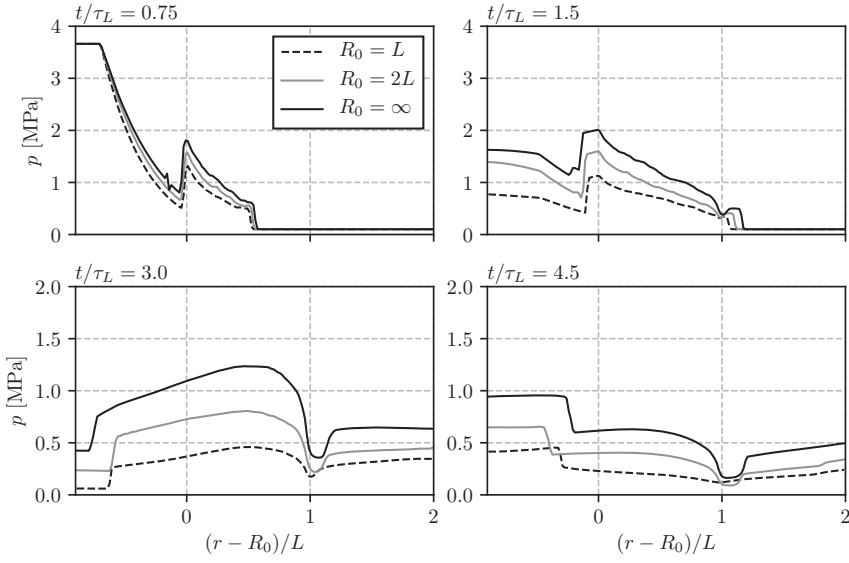 t/τ_L = 0.75
t/τ_L = 1.5
4
3
2
1
0
p [MPa]
R_0 = L
R_0 = 2L
R_0 = ∞
4
3
2
1
0
p [MPa]
t/τ_L = 3.0
t/τ_L = 4.5
2.0
1.5
1.0
0.5
0.0
p [MPa]
0 1 2
(r − R_0)/L
2.0
1.5
1.0
0.5
0.0
p [MPa]
0 1 2
(r − R_0)/L